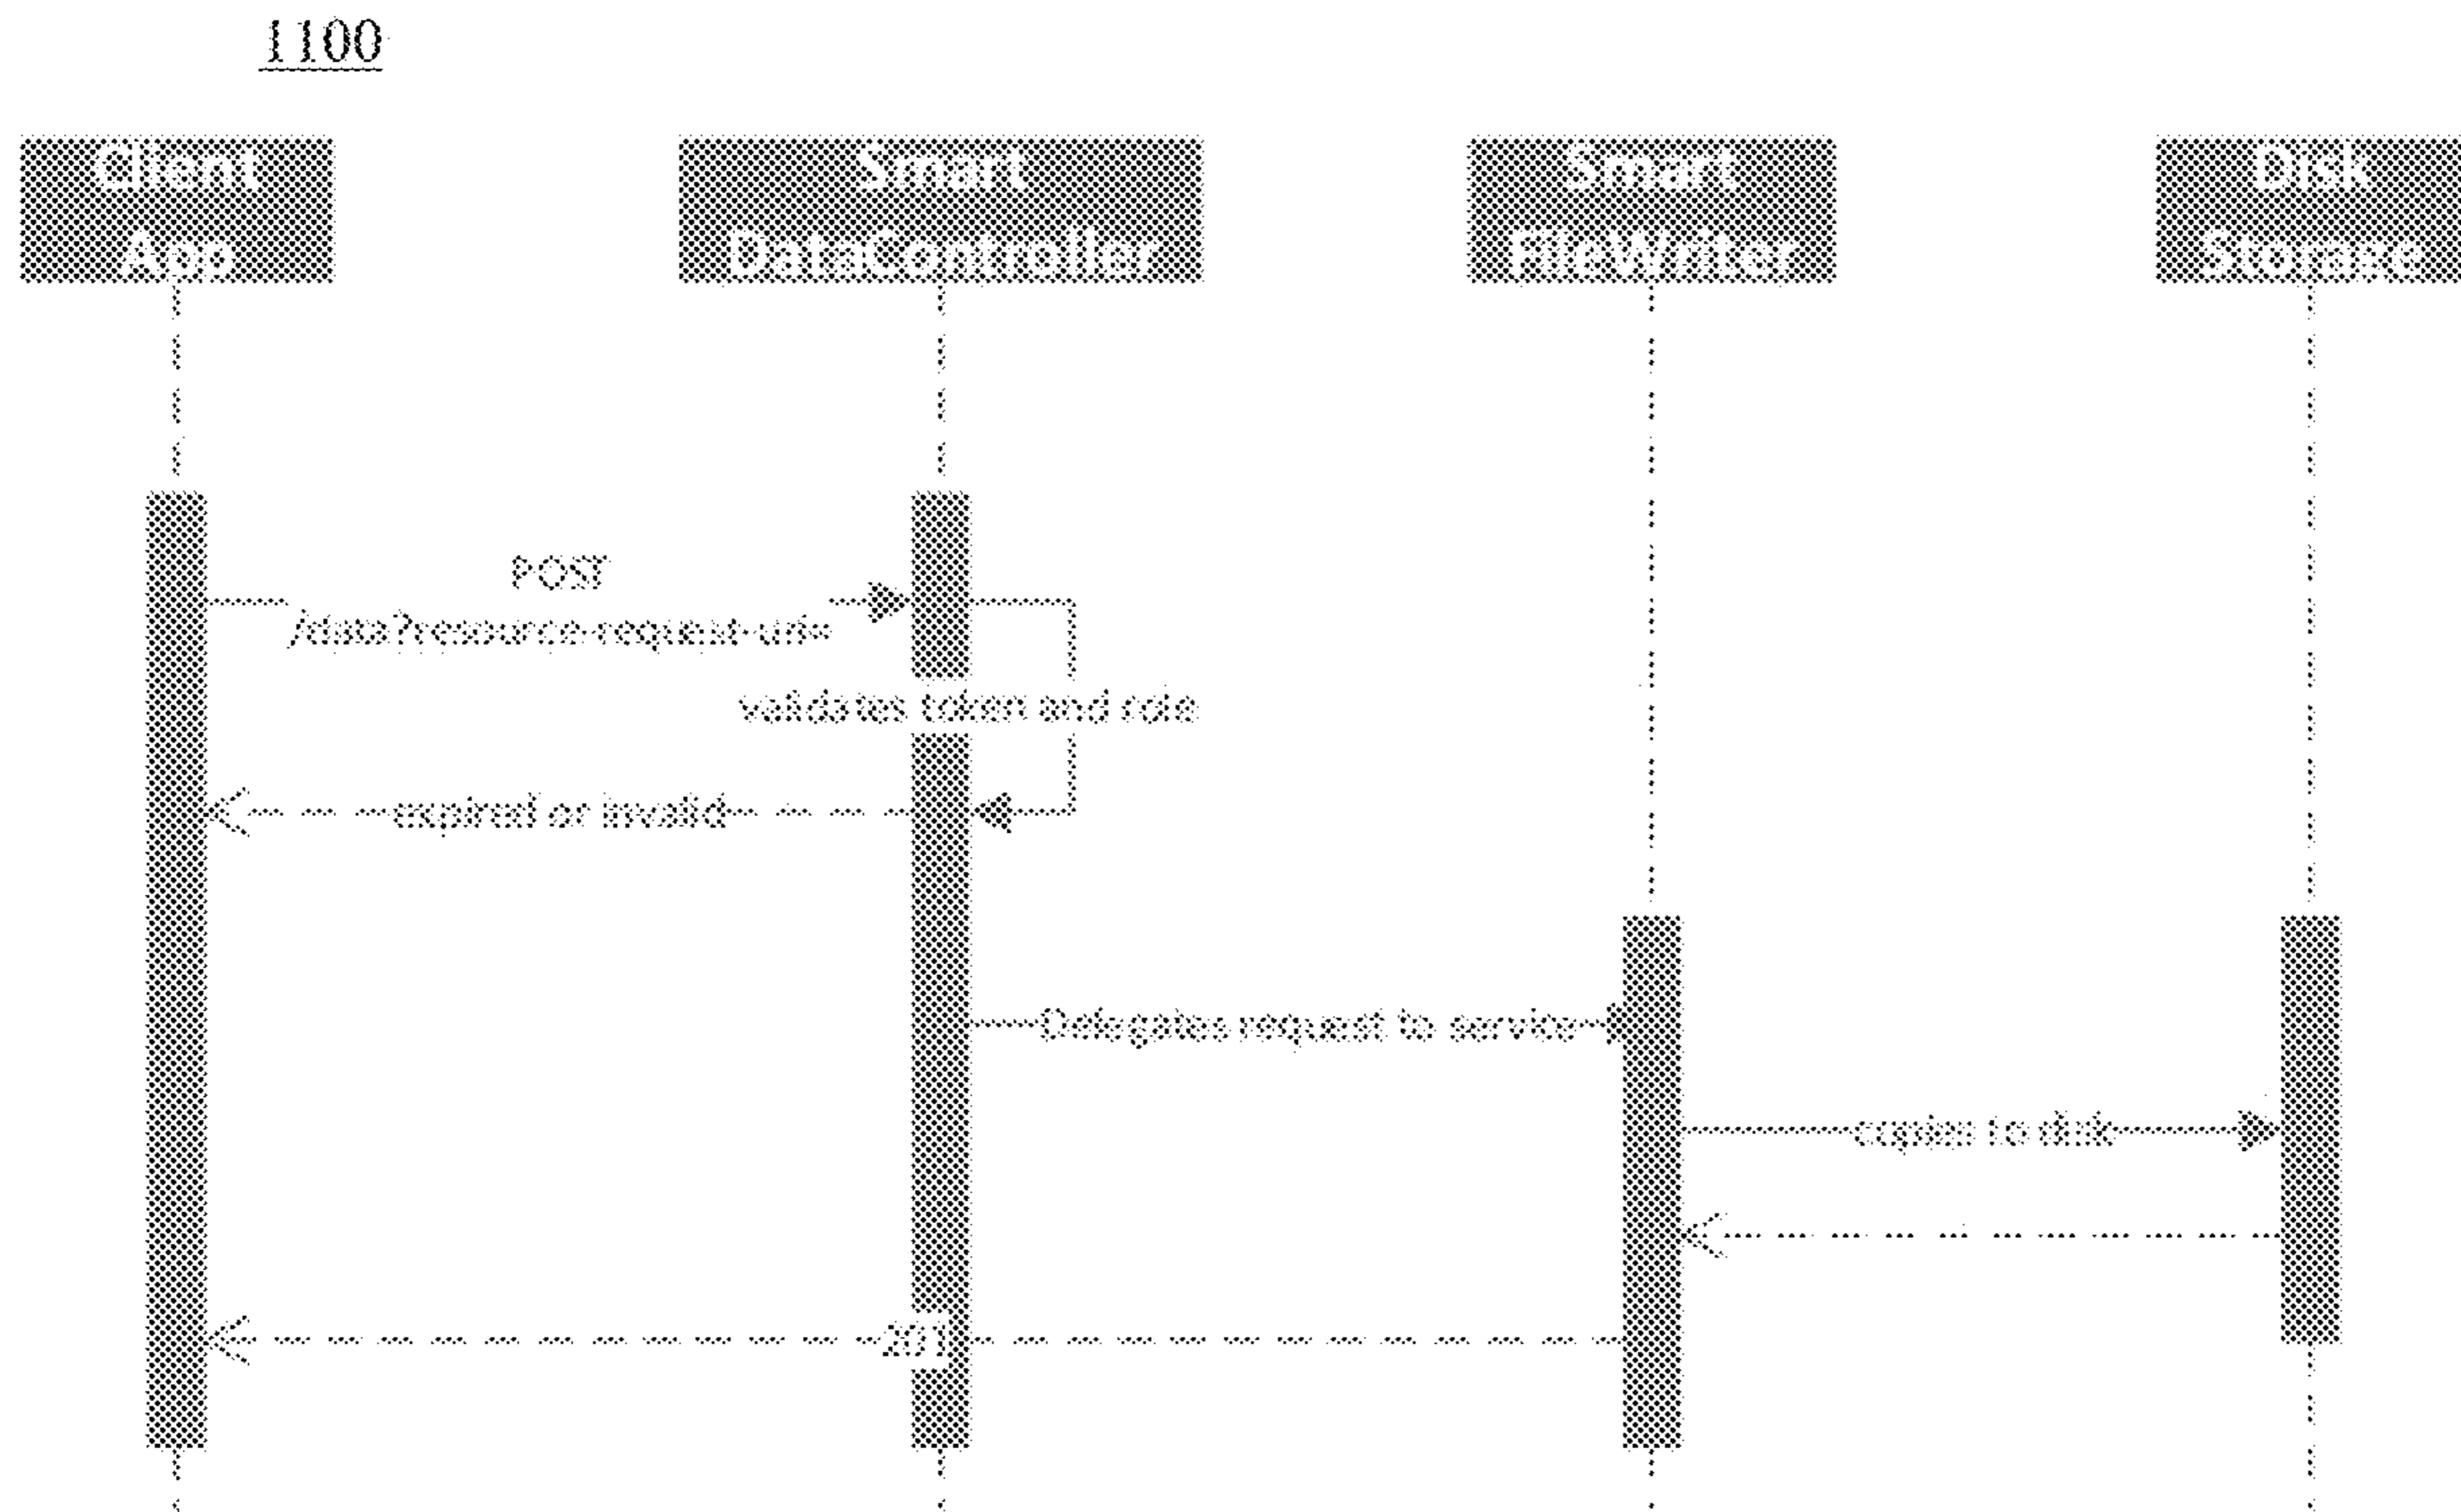 1100
Client
App
Smart
DataController
Smart
FileWriter
Disk
Storage
POST
/data?resource-request-uri=
validates token and role
expired or invalid
Delegates request to service
copies to disk
201